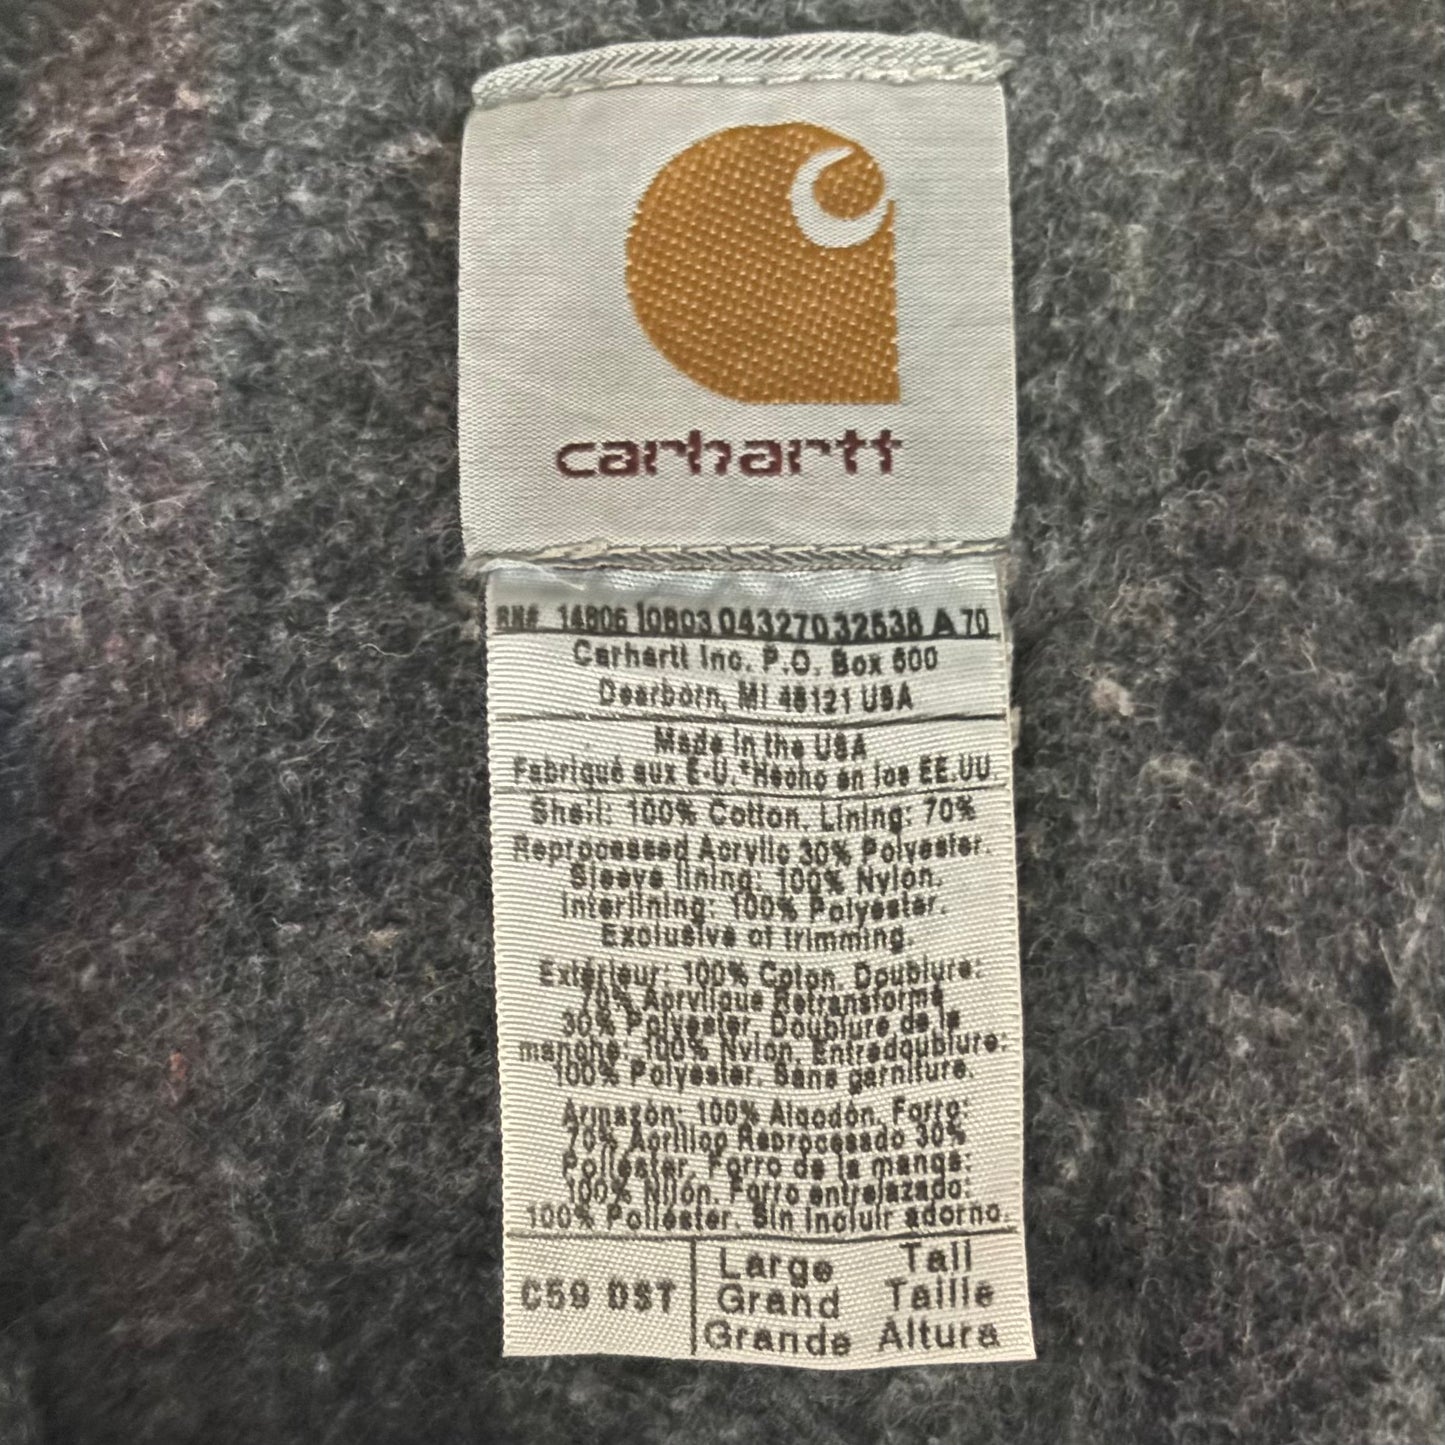 carhartt
RN# 14806 10803 0432703 32538 A 70
Carhartt Inc. P.O. Box 600
Dearborn, MI 48121 USA
Made in the USA
Fabriqué aux É-U.*Hecho en los EE.UU.
Shell: 100% Cotton. Lining: 70%
Reprocessed Acrylic 30% Polyester.
Sleeve lining: 100% Nylon.
Interlining: 100% Polyester.
Exclusive of trimming.
Extérieur: 100% Coton. Doublure:
70% Acrylique Retransformé
30% Polyester. Doublure de la
manche: 100% Nylon. Entredoublure:
100% Polyester. Sans garniture.
Armazón: 100% Algodón. Forro:
70% Acrílico Reprocesado 30%
Poliéster. Forro de la manga:
100% Nilón. Forro entrelazado:
100% Poliéster. Sin incluir adorno.
C59 DST
Large Tall
Grand Taille
Grande Altura